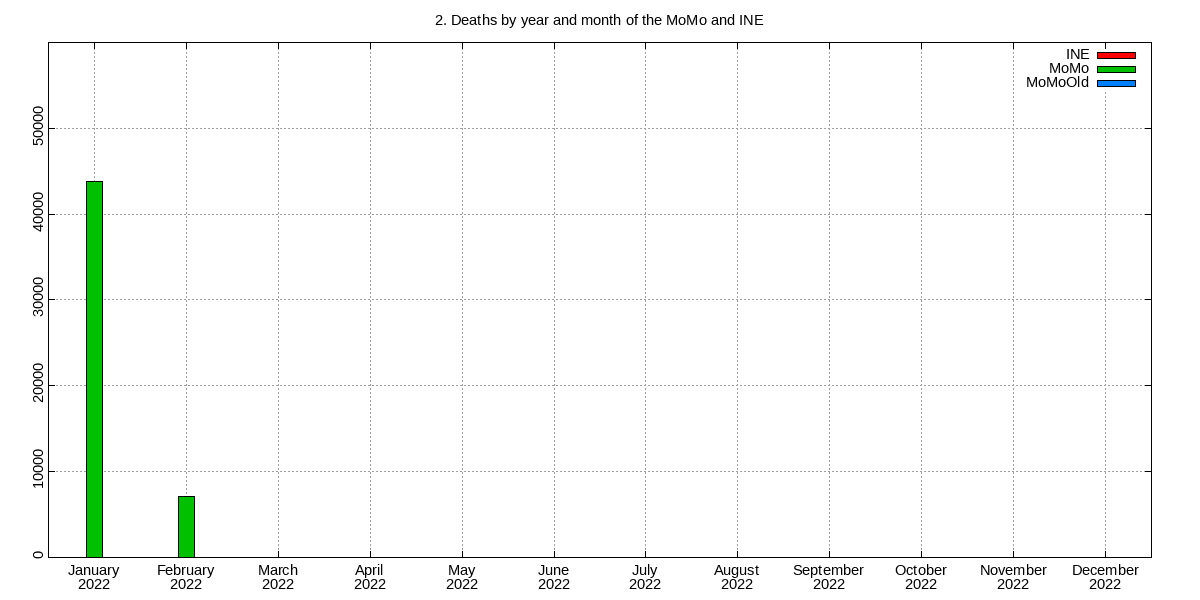 2. Deaths by year and month of the MoMo and INE
INE
MoMo
MoMoOld
50000
40000
30000
20000
10000
0
January February March April May June July August September October November December
2022 2022 2022 2022 2022 2022 2022 2022 2022 2022 2022 2022